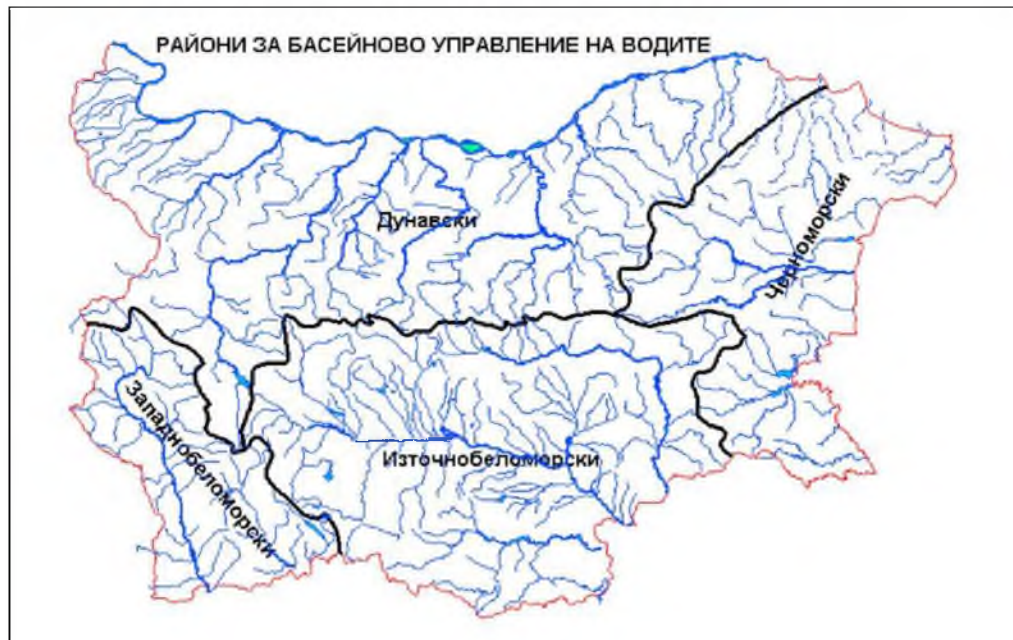 РАЙОНИ ЗА БАСЕЙНОВО УПРАВЛЕНИЕ НА ВОДИТЕ
Дунавски
Черноморски
Западнобеломорски
Източнобеломорски